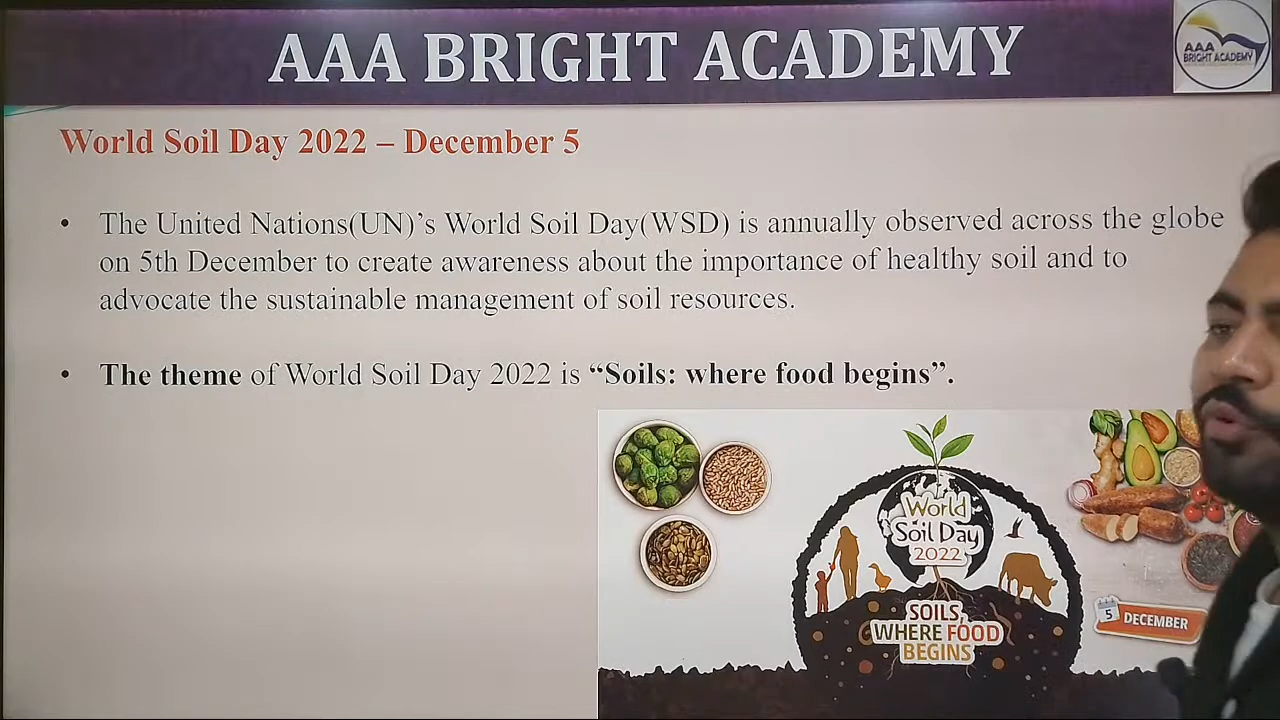 AAA BRIGHT ACADEMY
AAA
BRIGHT ACADEMY
World Soil Day 2022 – December 5
• The United Nations(UN)’s World Soil Day(WSD) is annually observed across the globe
on 5th December to create awareness about the importance of healthy soil and to
advocate the sustainable management of soil resources.
• The theme of World Soil Day 2022 is “Soils: where food begins”.
World
Soil Day
2022
SOILS,
WHERE FOOD
BEGINS
5 DECEMBER